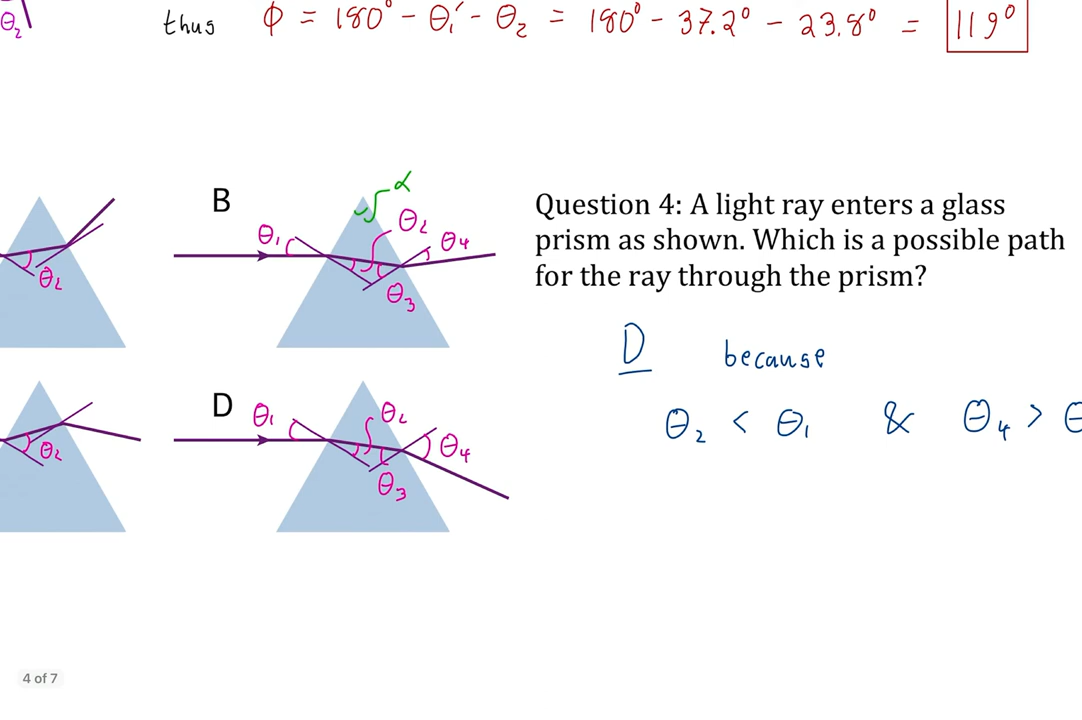 θ₂
thus φ = 180° - θ₁' - θ₂ = 180° - 37.2° - 23.8° = 119°
B
α
θ₁
θ₂
θ₄
θ₃
θ₂
Question 4: A light ray enters a glass
prism as shown. Which is a possible path
for the ray through the prism?
D because
θ₂ < θ₁ & θ₄ > θ
D
θ₁
θ₂
θ₄
θ₃
θ₂
4 of 7